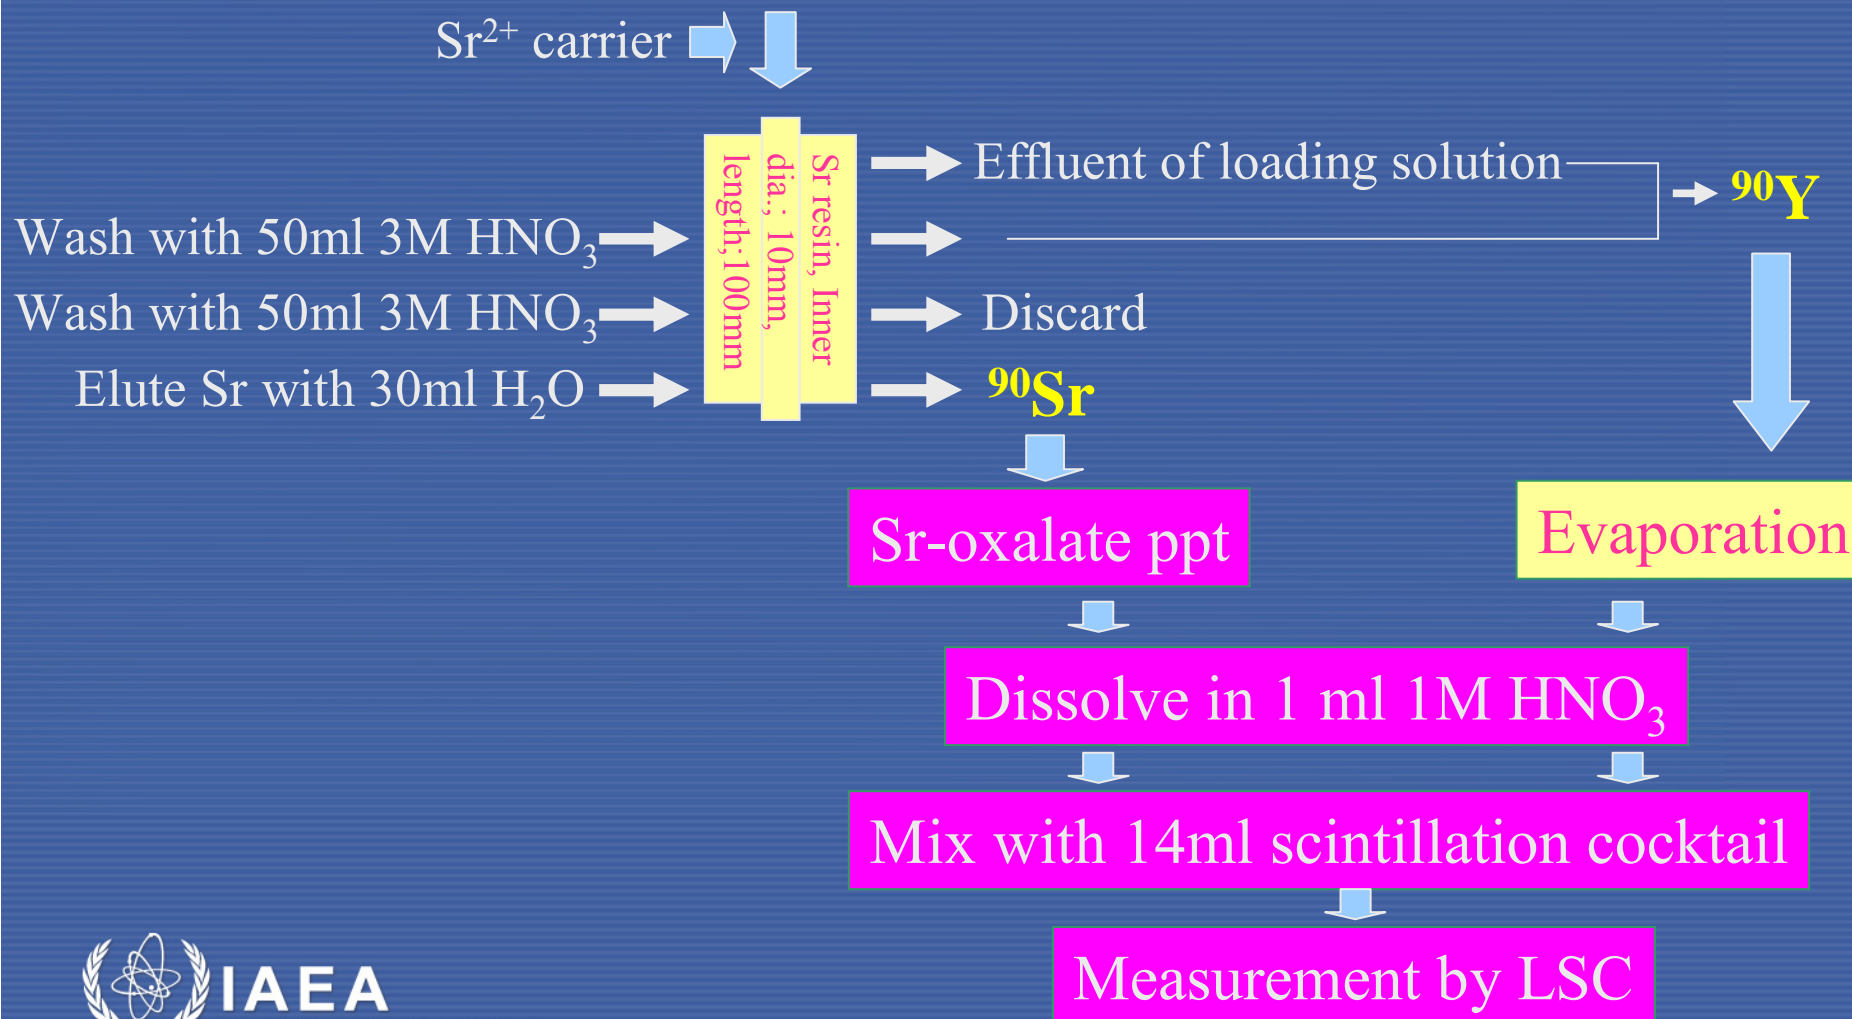 Sr²⁺ carrier
Sr resin, Inner
dia.; 10mm,
length;100mm
Effluent of loading solution
⁹⁰Y
Wash with 50ml 3M HNO₃
Wash with 50ml 3M HNO₃
Discard
Elute Sr with 30ml H₂O
⁹⁰Sr
Sr-oxalate ppt
Evaporation
Dissolve in 1 ml 1M HNO₃
Mix with 14ml scintillation cocktail
Measurement by LSC
IAEA